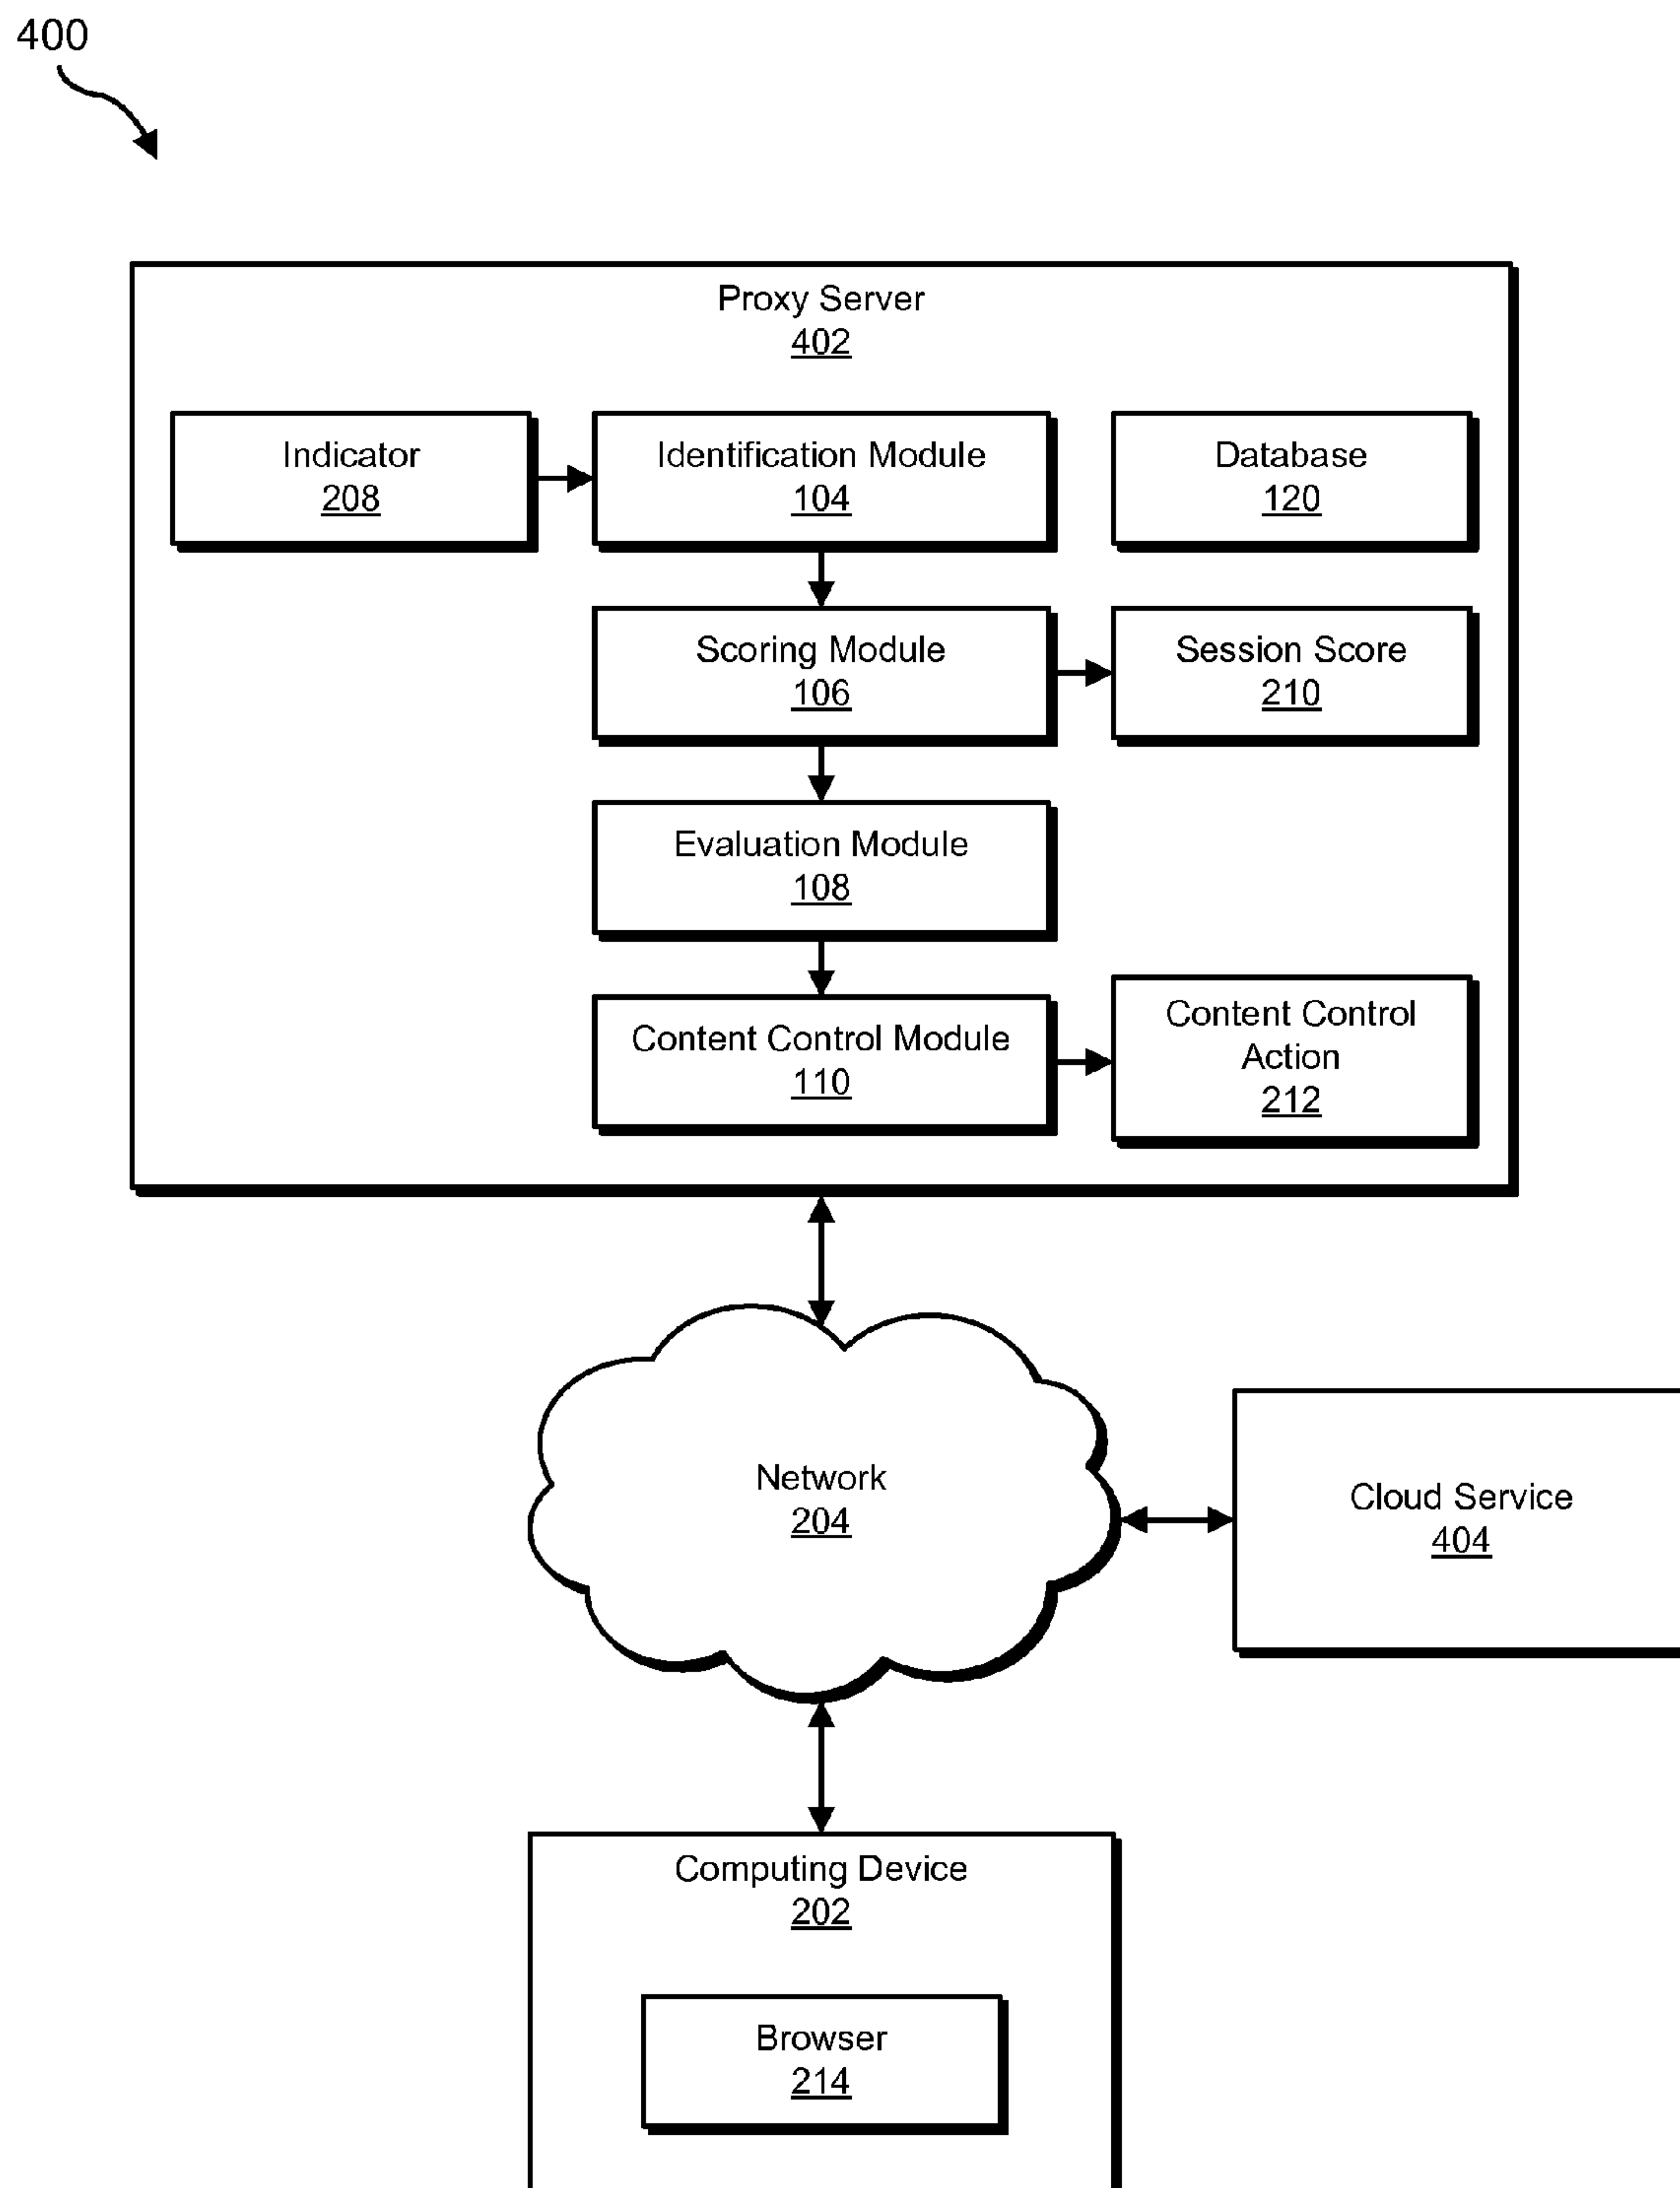 400
Proxy Server
402
Indicator
208
Identification Module
104
Database
120
Scoring Module
106
Session Score
210
Evaluation Module
108
Content Control Module
110
Content Control
Action
212
Network
204
Cloud Service
404
Computing Device
202
Browser
214